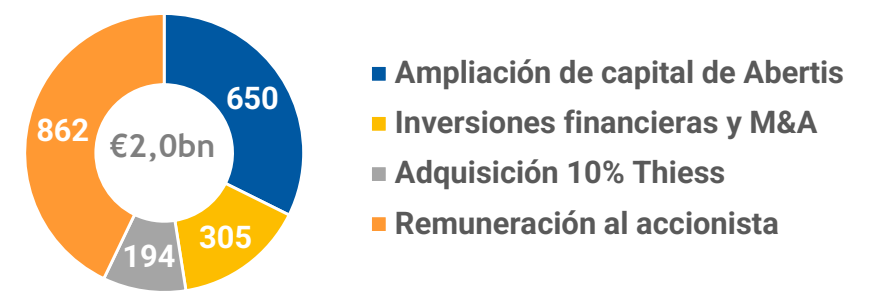 650
862
€2,0bn
305
194
Ampliación de capital de Abertis
Inversiones financieras y M&A
Adquisición 10% Thiess
Remuneración al accionista